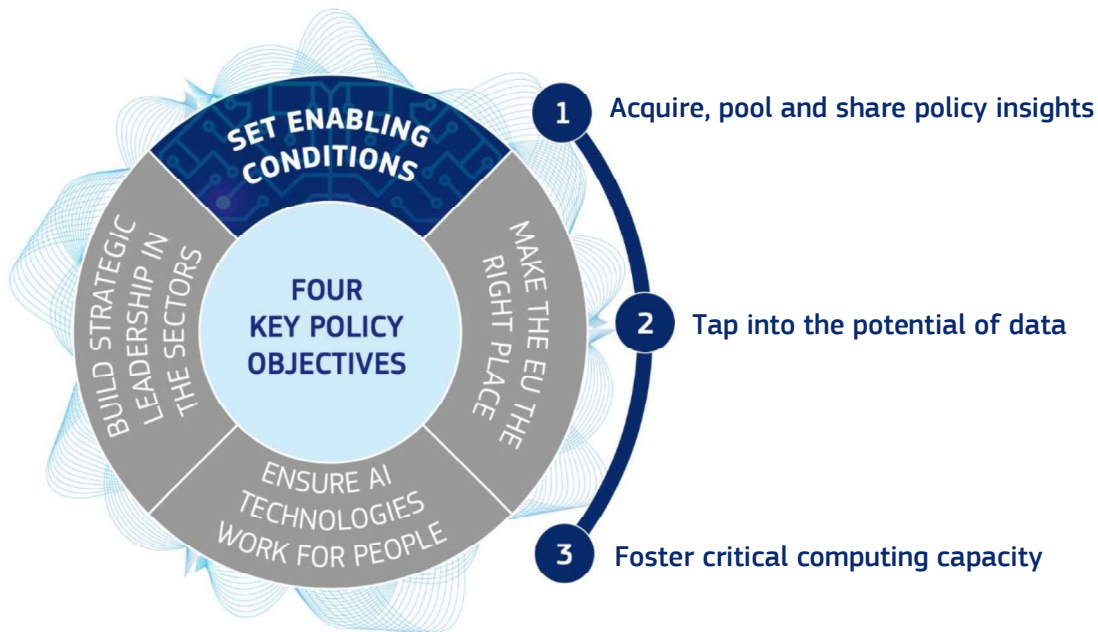 SET ENABLING
CONDITIONS
MAKE THE EU THE
RIGHT PLACE
ENSURE AI
TECHNOLOGIES
WORK FOR PEOPLE
BUILD STRATEGIC
LEADERSHIP IN
THE SECTORS
FOUR
KEY POLICY
OBJECTIVES
1 Acquire, pool and share policy insights
2 Tap into the potential of data
3 Foster critical computing capacity